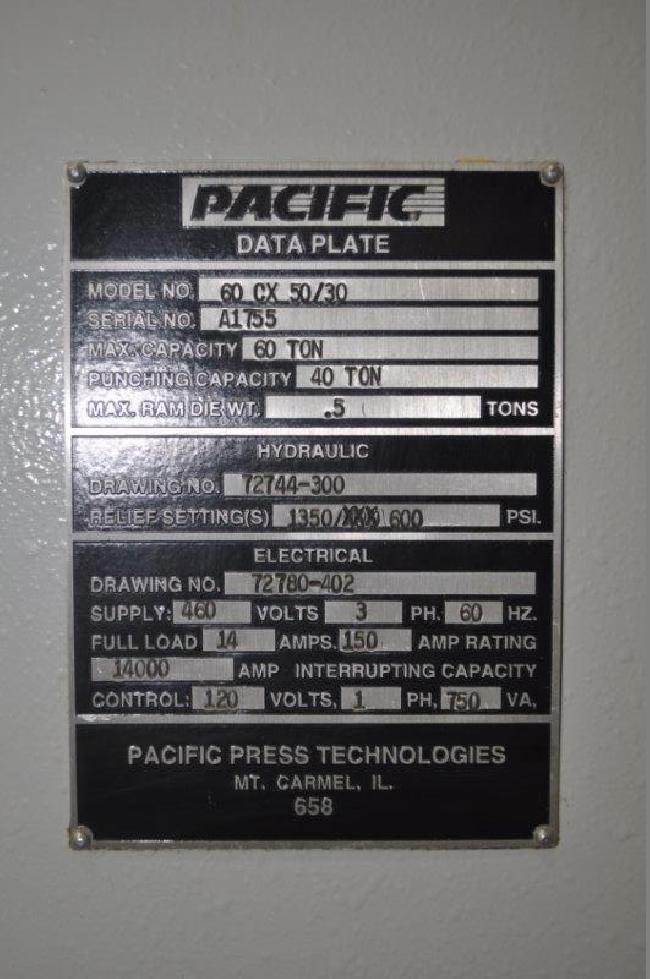 PACIFIC
DATA PLATE
MODEL NO. 60 CX 50/30
SERIAL NO. A1755
MAX. CAPACITY 60 TON
PUNCHING CAPACITY 40 TON
MAX. RAM DIE WT. .5 TONS
HYDRAULIC
DRAWING NO. 72744-300
RELIEF SETTING(S) 1350/XXX 600 PSI.
ELECTRICAL
DRAWING NO. 72780-402
SUPPLY: 460 VOLTS 3 PH. 60 HZ.
FULL LOAD 14 AMPS. 150 AMP RATING
14000 AMP INTERRUPTING CAPACITY
CONTROL: 120 VOLTS, 1 PH, 750 VA.
PACIFIC PRESS TECHNOLOGIES
MT. CARMEL, IL.
658